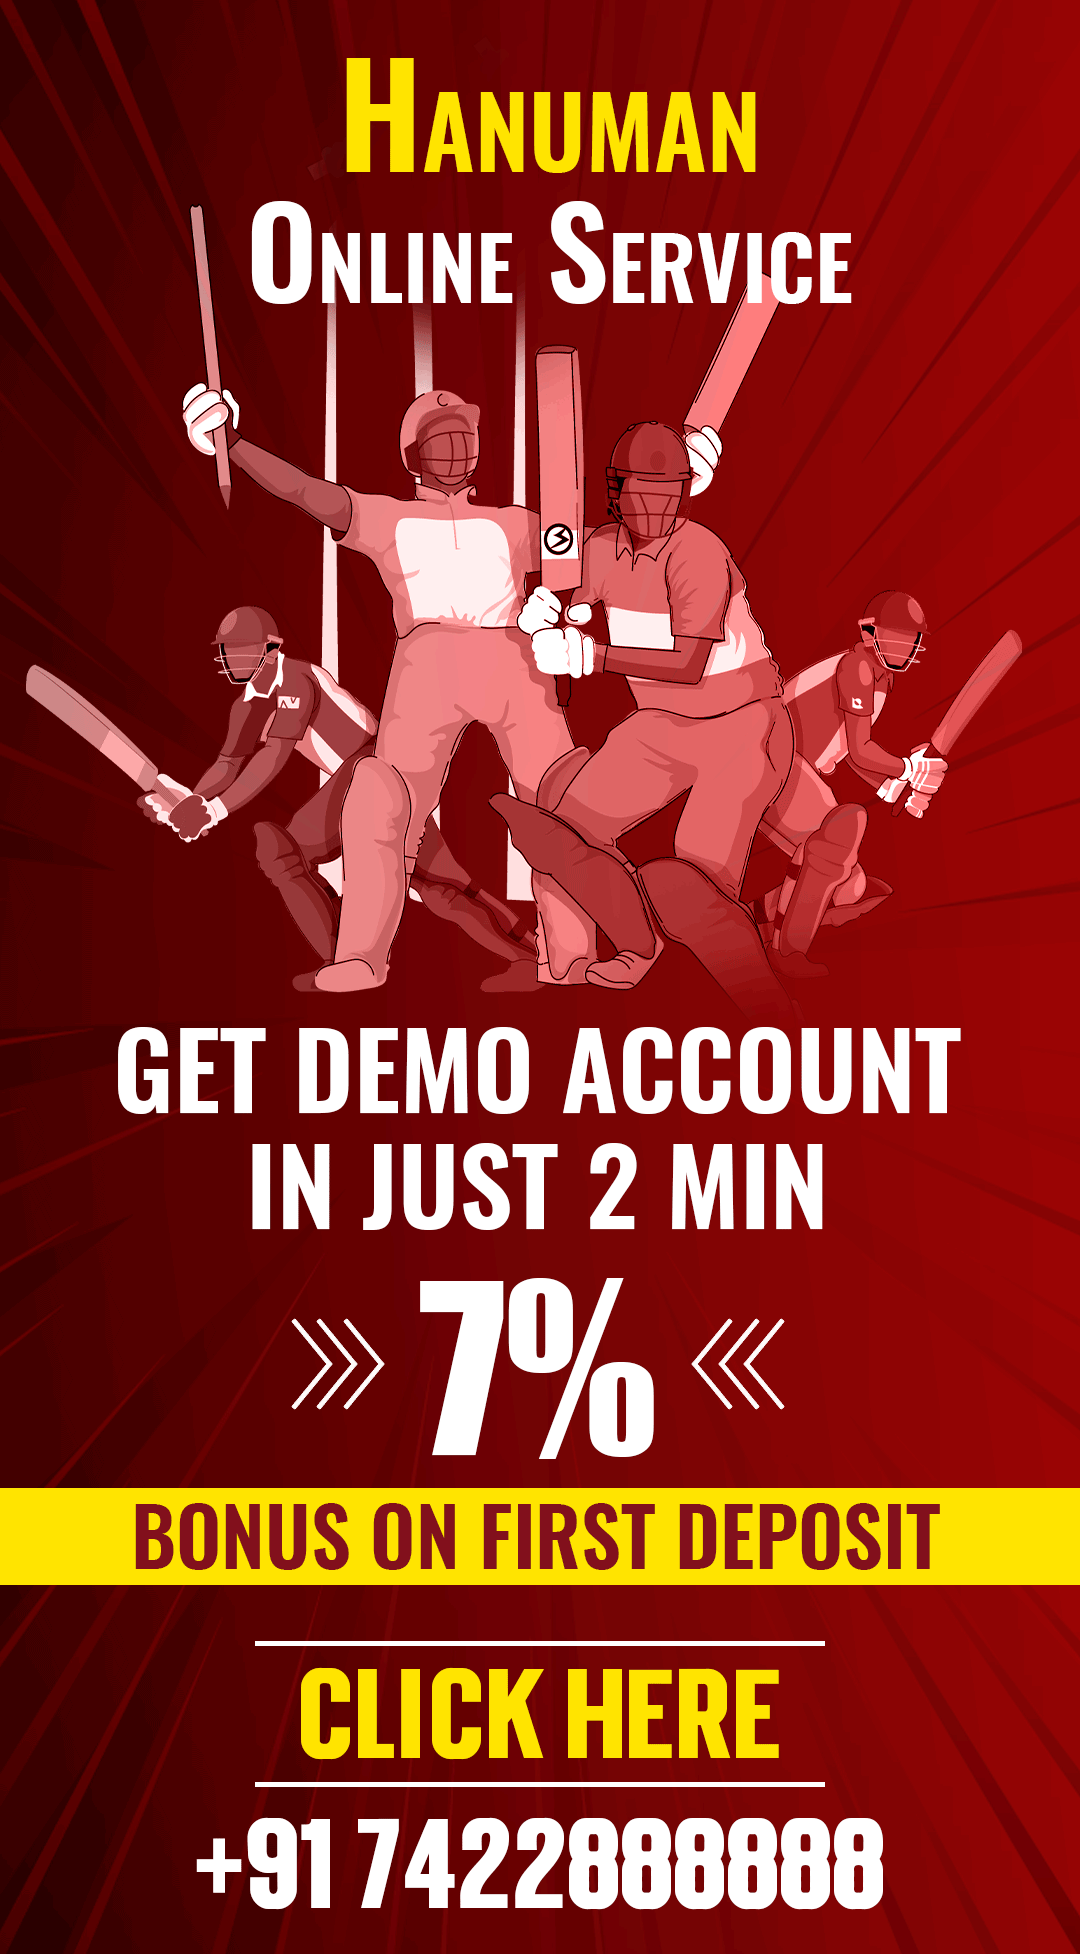 HANUMAN
ONLINE SERVICE
GET DEMO ACCOUNT
IN JUST 2 MIN
7%
BONUS ON FIRST DEPOSIT
CLICK HERE
+91 7422888888